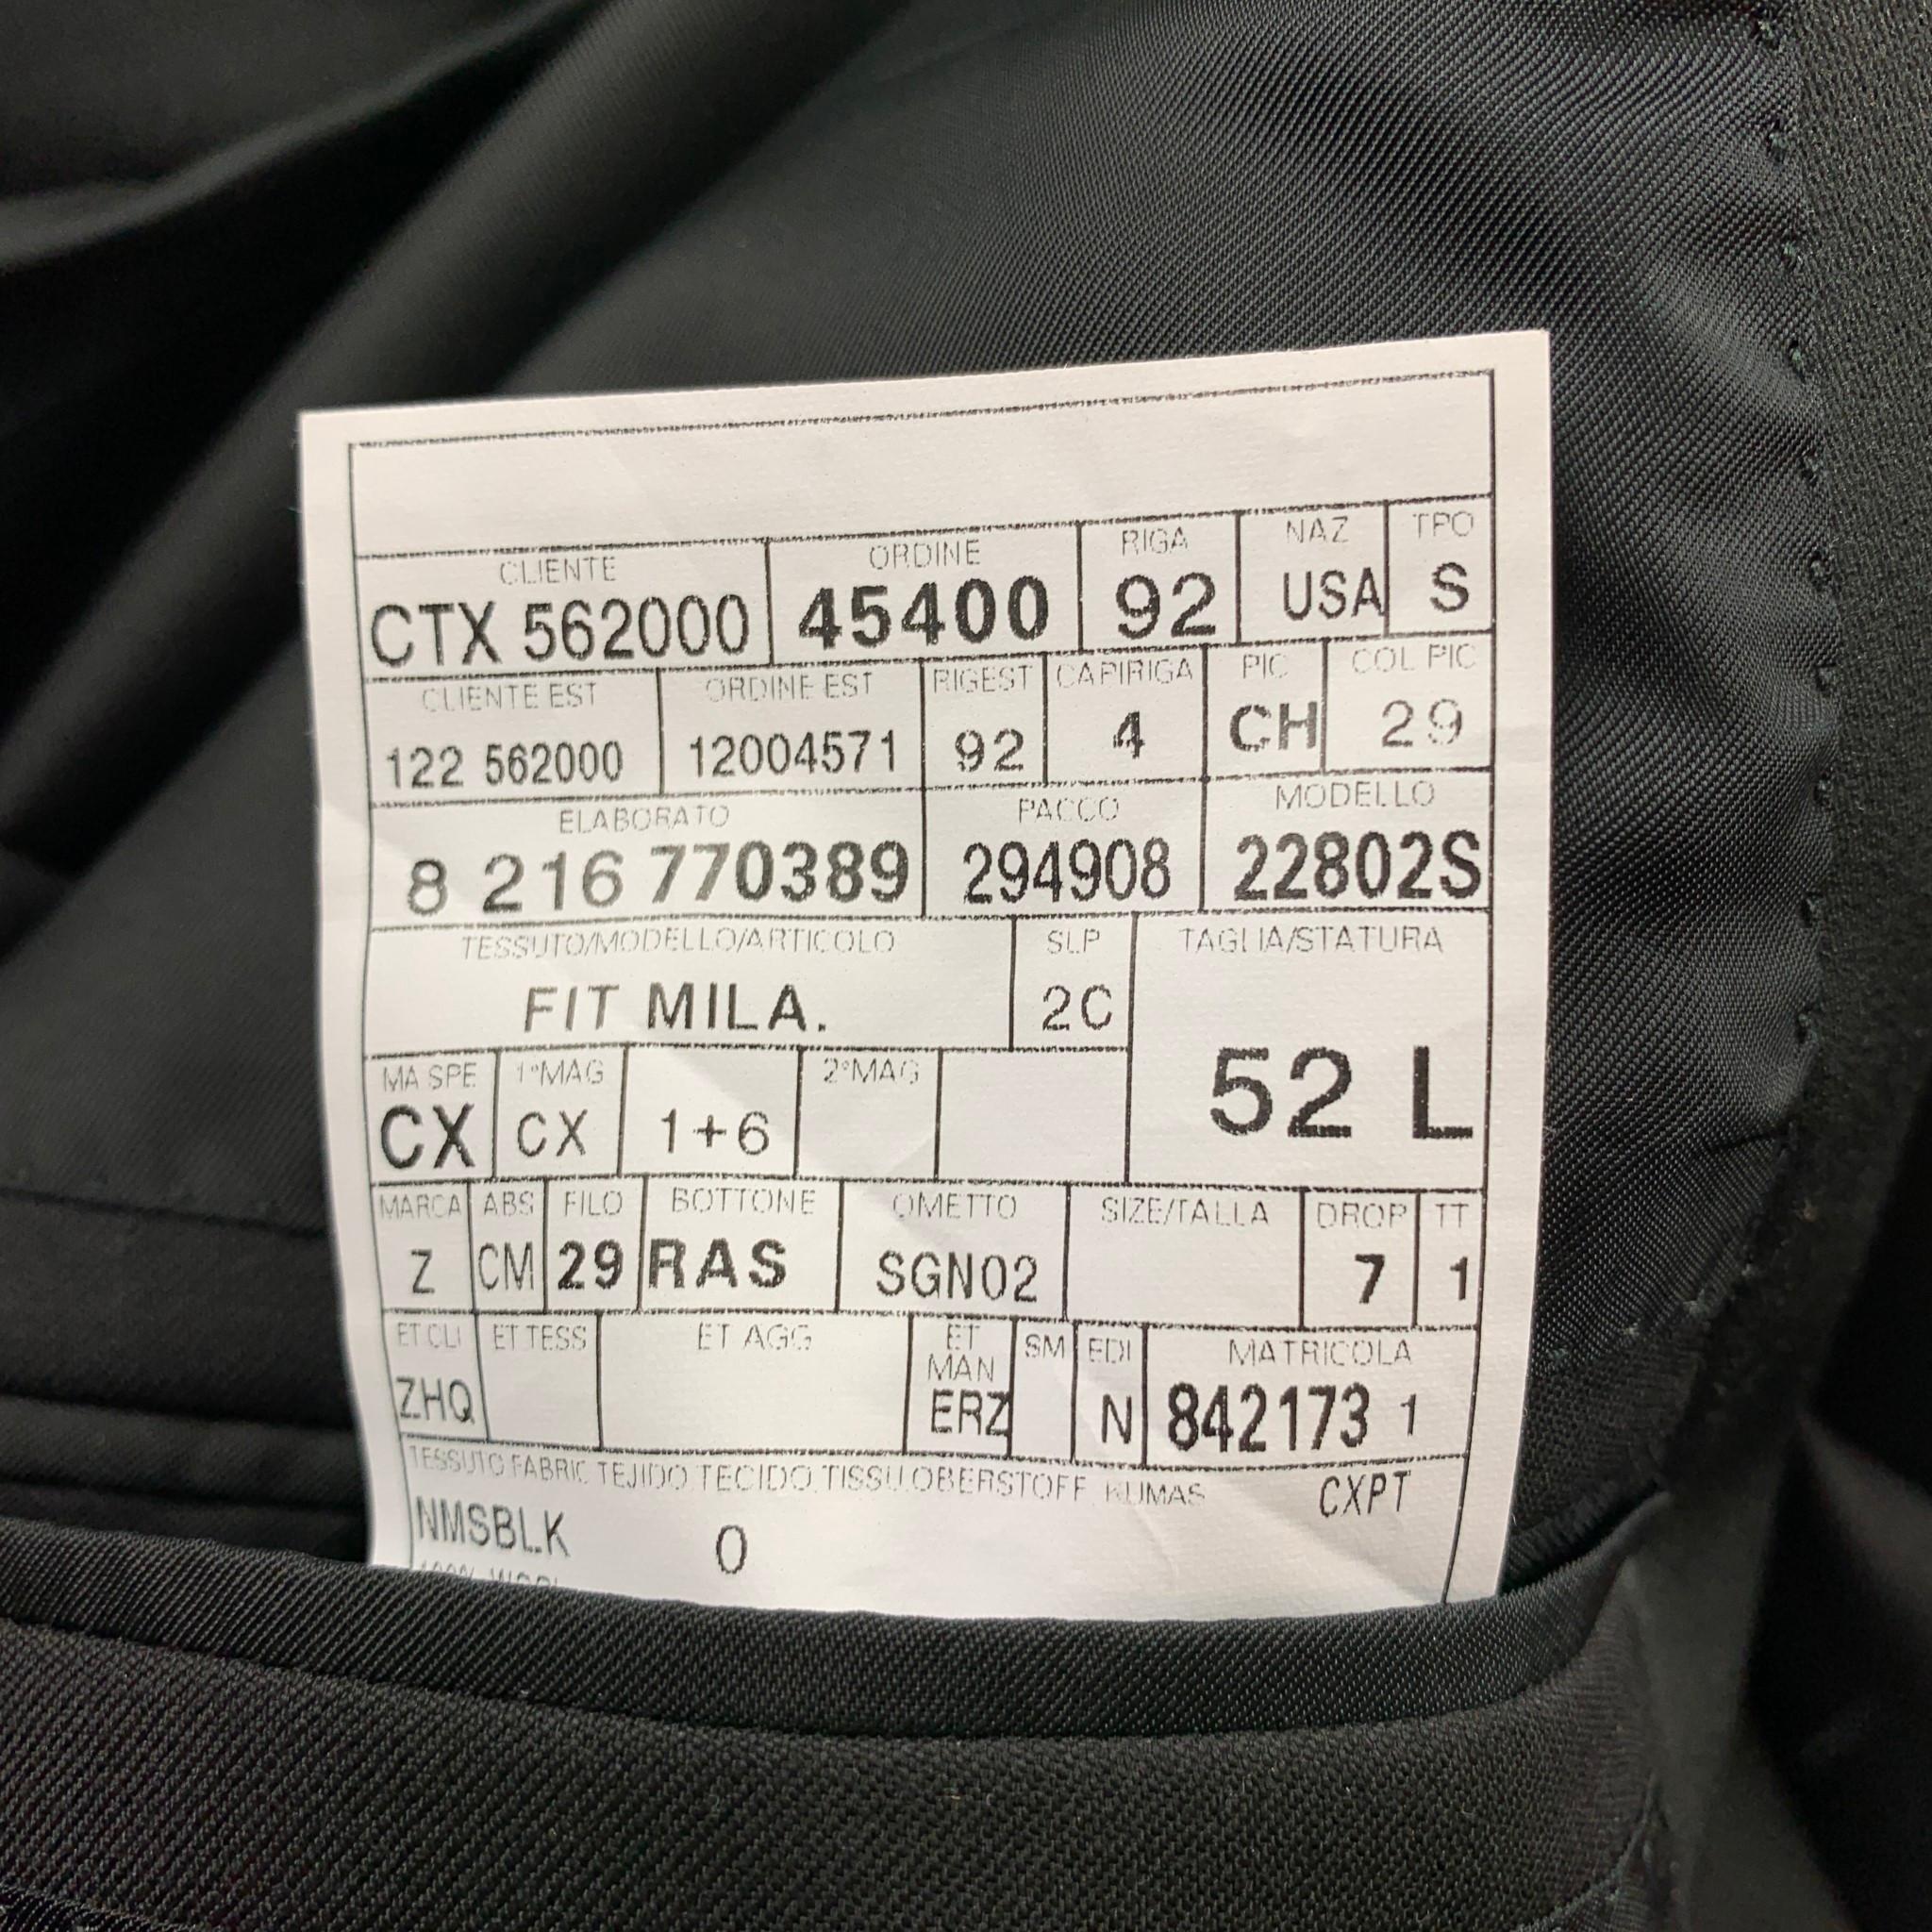 CLIENTE ORDINE RIGA NAZ TPO
CTX 562000 45400 92 USA S
CLIENTE EST ORDINE EST RIGEST CAPIRIGA PIC COL PIC
122 562000 12004571 92 4 CH 29
ELABORATO PACCO MODELLO
8 216 770389 294908 22802S
TESSUTO/MODELLO/ARTICOLO SLP TAGLIA/STATURA
FIT MILA. 2C
52 L
MA SPE 1°MAG 2°MAG
CX CX 1+6
MARCA ABS FILO BOTTONE OMETTO SIZE/TALLA DROP TT
Z CM 29 RAS SGN02 7 1
ET CLI ET TESS ET AGG ET MAN SM EDI MATRICOLA
ZHQ ERZ N 842173 1
TESSUTO FABRIC TEJIDO TECIDO TISSU OBERSTOFF KUMAS CXPT
NMSBLK 0